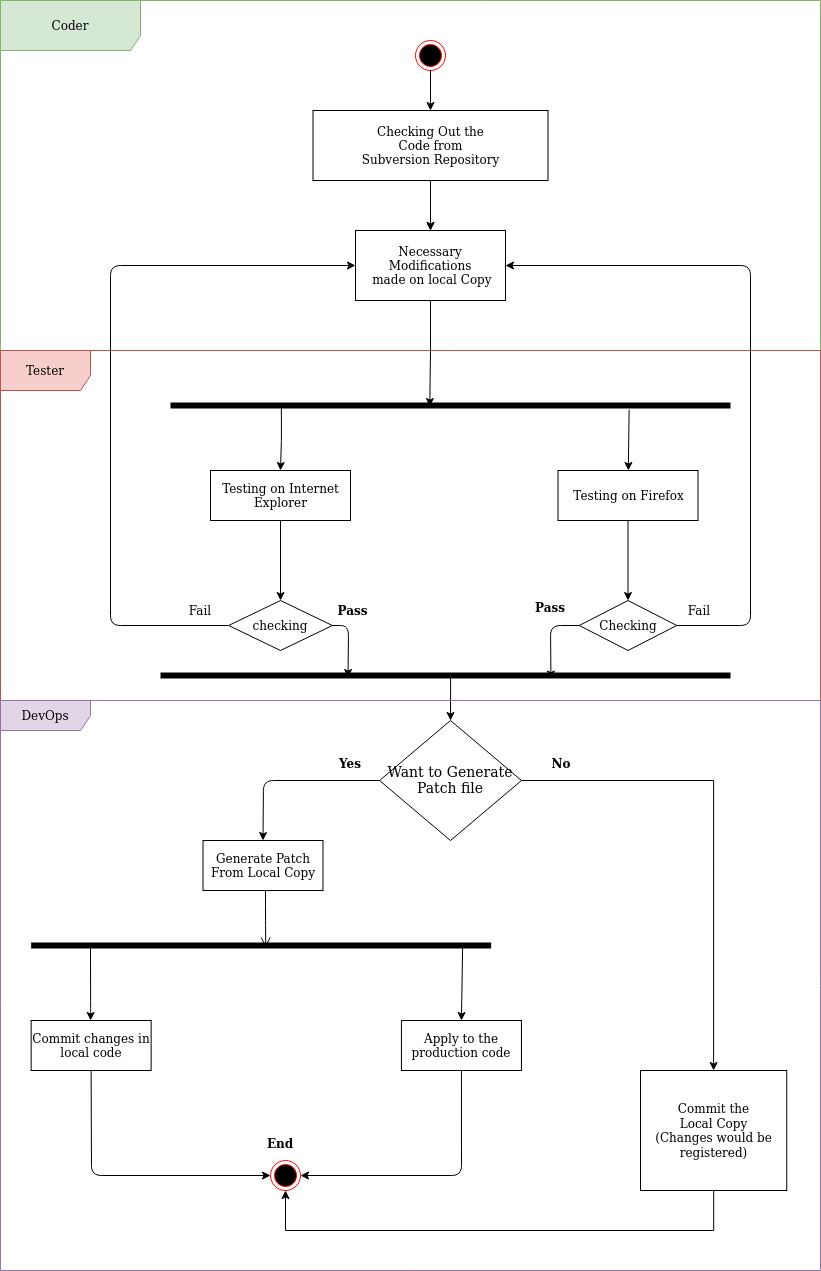 Coder
Checking Out the
Code from
Subversion Repository
Necessary
Modifications
made on local Copy
Tester
Testing on Internet
Explorer
Testing on Firefox
Fail
checking
Pass
Pass
Checking
Fail
DevOps
Want to Generate
Patch file
Yes
No
Generate Patch
From Local Copy
Commit changes in
local code
Apply to the
production code
Commit the
Local Copy
(Changes would be
registered)
End